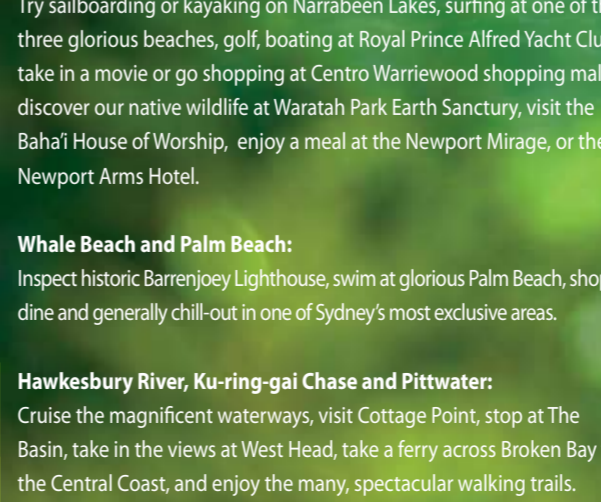 Try sailboarding or kayaking on Narrabeen Lakes, surfing at one of
three glorious beaches, golf, boating at Royal Prince Alfred Yacht
take in a movie or go shopping at Centro Warriewood shopping
discover our native wildlife at Waratah Park Earth Sanctury, visit the
Baha'i House of Worship, enjoy a meal at the Newport Mirage, or
Newport Arms Hotel.
Whale Beach and Palm Beach:
Inspect historic Barrenjoey Lighthouse, swim at glorious Palm Beach,
dine and generally chill-out in one of Sydney's most exclusive areas.
Hawkesbury River, Ku-ring-gai Chase and Pittwater:
Cruise the magnificent waterways, visit Cottage Point, stop at The
Basin, take in the views at West Head, take a ferry across Broken Bay
the Central Coast, and enjoy the many, spectacular walking trails.